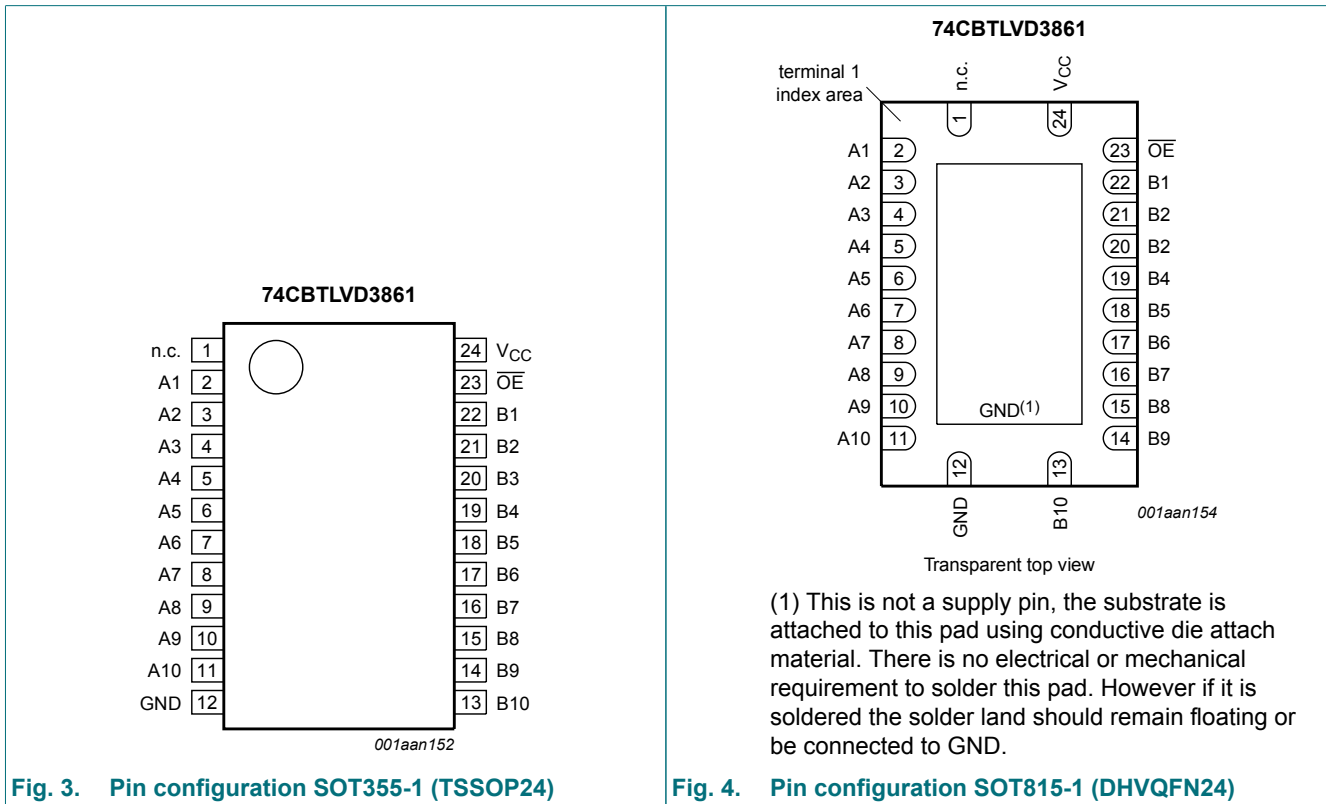 74CBTLVD3861
n.c. 1
A1 2
A2 3
A3 4
A4 5
A5 6
A6 7
A7 8
A8 9
A9 10
A10 11
GND 12
24 VCC
23 OE
22 B1
21 B2
20 B3
19 B4
18 B5
17 B6
16 B7
15 B8
14 B9
13 B10
001aan152
Fig. 3. Pin configuration SOT355-1 (TSSOP24)
74CBTLVD3861
terminal 1
index area
n.c.
VCC
1
24
A1 2
A2 3
A3 4
A4 5
A5 6
A6 7
A7 8
A8 9
A9 10
A10 11
23 OE
22 B1
21 B2
20 B2
19 B4
18 B5
17 B6
16 B7
15 B8
14 B9
GND(1)
12
13
GND
B10
001aan154
Transparent top view
(1) This is not a supply pin, the substrate is
attached to this pad using conductive die attach
material. There is no electrical or mechanical
requirement to solder this pad. However if it is
soldered the solder land should remain floating or
be connected to GND.
Fig. 4. Pin configuration SOT815-1 (DHVQFN24)